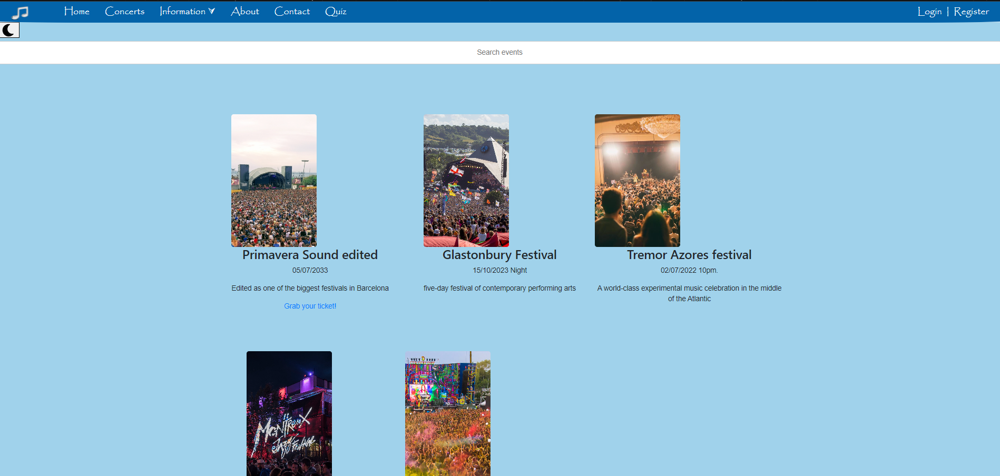 Home Concerts Information About Contact Quiz Login | Register
Search events
Primavera Sound edited
05/07/2033
Edited as one of the biggest festivals in Barcelona
Grab your ticket!
Glastonbury Festival
15/10/2023 Night
five-day festival of contemporary performing arts
Tremor Azores festival
02/07/2022 10pm.
A world-class experimental music celebration in the middle
of the Atlantic
Montreux
Jazz Festival